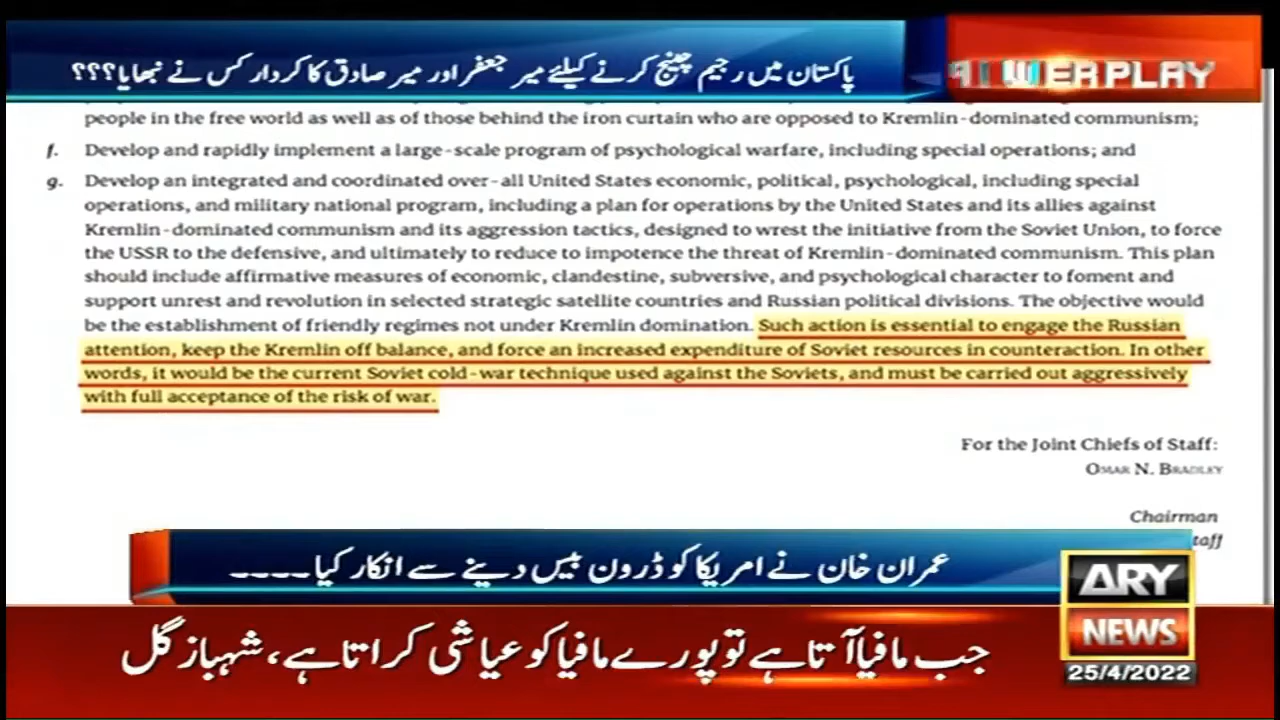 پاکستان میں رجیم چینج کرنے کیلئے میر جعفر اور میر صادق کا کردار کس نے نبھایا؟؟؟
WERPLAY
people in the free world as well as of those behind the iron curtain who are opposed to Kremlin-dominated communism;
f. Develop and rapidly implement a large-scale program of psychological warfare, including special operations; and
g. Develop an integrated and coordinated over-all United States economic, political, psychological, including special
operations, and military national program, including a plan for operations by the United States and its allies against
Kremlin-dominated communism and its aggression tactics, designed to wrest the initiative from the Soviet Union, to force
the USSR to the defensive, and ultimately to reduce to impotence the threat of Kremlin-dominated communism. This plan
should include affirmative measures of economic, clandestine, subversive, and psychological character to foment and
support unrest and revolution in selected strategic satellite countries and Russian political divisions. The objective would
be the establishment of friendly regimes not under Kremlin domination. Such action is essential to engage the Russian
attention, keep the Kremlin off balance, and force an increased expenditure of Soviet resources in counteraction. In other
words, it would be the current Soviet cold-war technique used against the Soviets, and must be carried out aggressively
with full acceptance of the risk of war.
For the Joint Chiefs of Staff:
Omar N. Bradley
Chairman
taff
عمران خان نے امریکا کو ڈرون بیس دینے سے انکار کیا ۔۔۔۔
ARY
NEWS
25/4/2022
جب مافیا آتا ہے تو پورے مافیا کو عیاشی کراتا ہے، شہباز گل